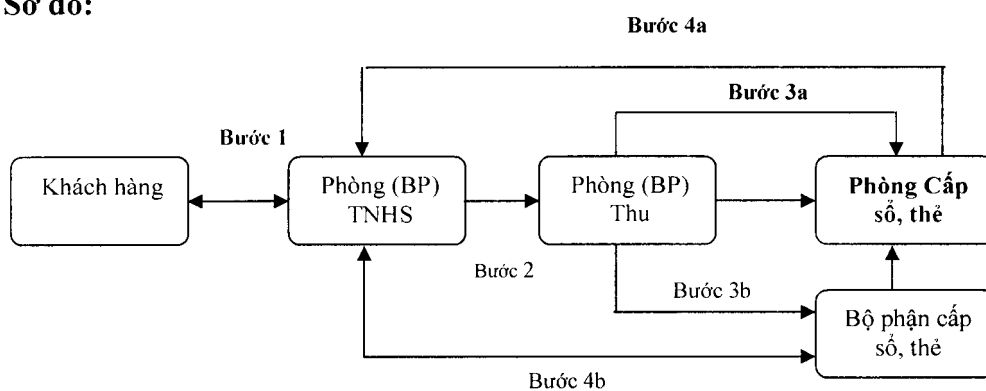 Sơ đồ:
Bước 4a
Bước 3a
Bước 1
Khách hàng
Phòng (BP)
TNHS
Phòng (BP)
Thu
Phòng Cấp
sổ, thẻ
Bước 2
Bước 3b
Bộ phận cấp
sổ, thẻ
Bước 4b